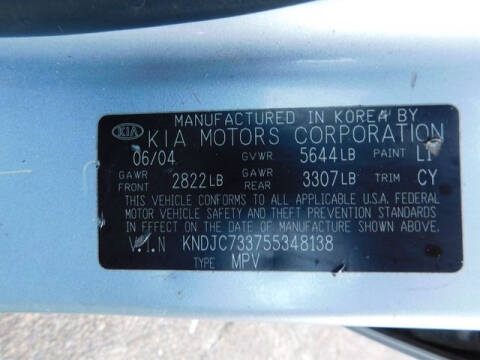 MANUFACTURED IN KOREA BY
KIA KIA MOTORS CORPORATION
06/04 GVWR 5644LB PAINT LI
GAWR FRONT 2822LB GAWR REAR 3307LB TRIM CY
THIS VEHICLE CONFORMS TO ALL APPLICABLE U.S.A. FEDERAL
MOTOR VEHICLE SAFETY AND THEFT PREVENTION STANDARDS
IN EFFECT ON THE DATE OF MANUFACTURE SHOWN ABOVE.
V.I.N KNDJC733755348138
TYPE MPV